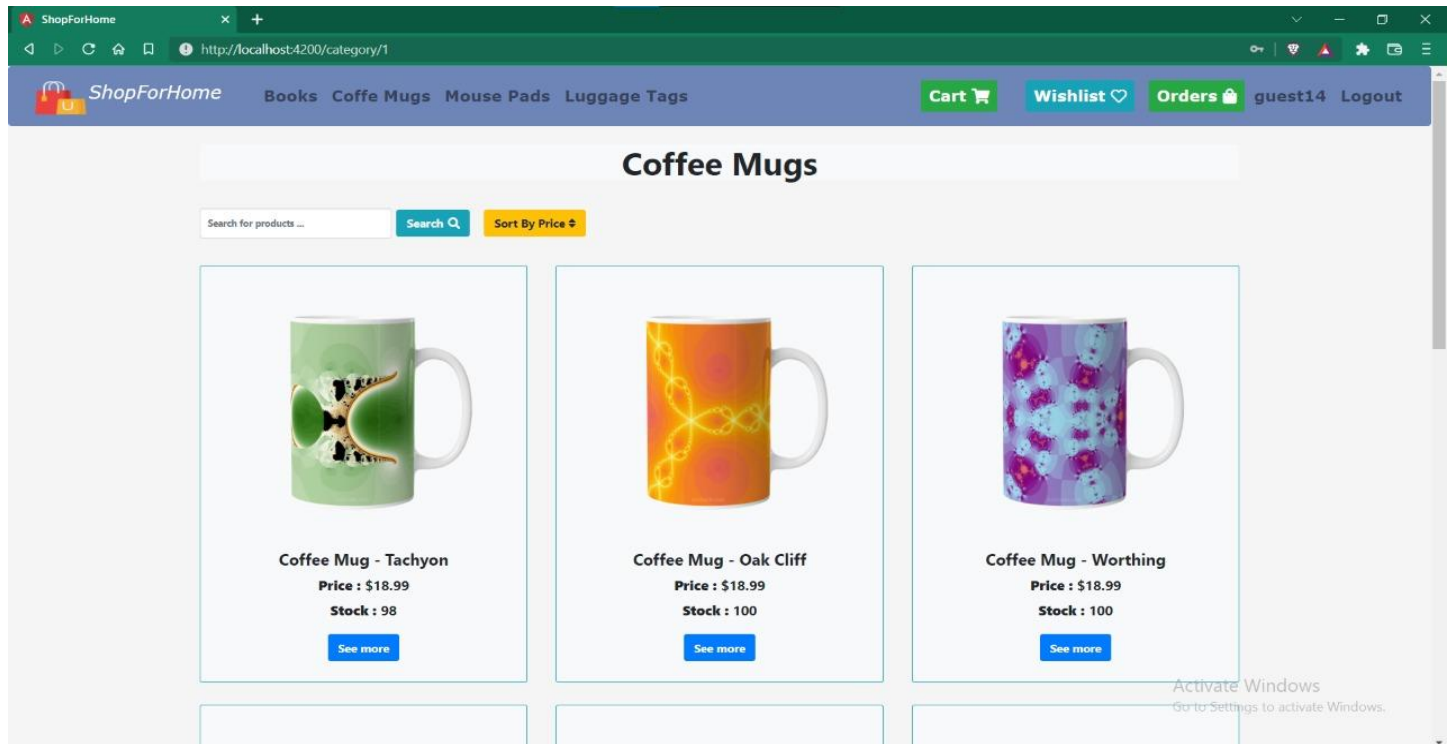 ShopForHome
http://localhost:4200/category/1
ShopForHome Books Coffe Mugs Mouse Pads Luggage Tags Cart Wishlist Orders guest14 Logout
Coffee Mugs
Search for products ... Search Sort By Price
Coffee Mug - Tachyon
Price : $18.99
Stock : 98
See more
Coffee Mug - Oak Cliff
Price : $18.99
Stock : 100
See more
Coffee Mug - Worthing
Price : $18.99
Stock : 100
See more
Activate Windows
Go to Settings to activate Windows.